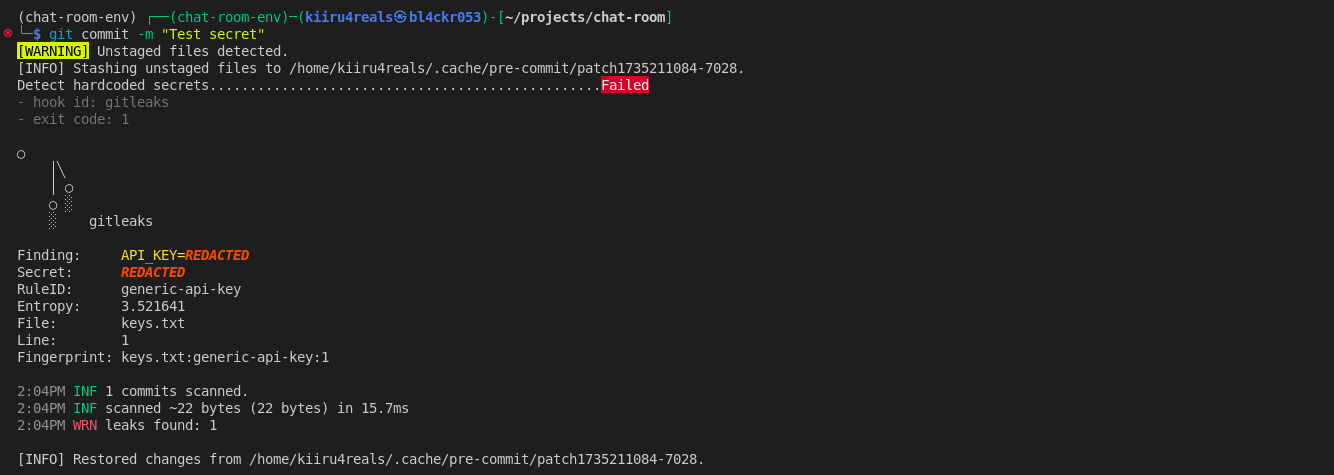 (chat-room-env) ┌──(chat-room-env)─(kiiru4reals㉿bl4ckr053)-[~/projects/chat-room]
└─$ git commit -m "Test secret"
[WARNING] Unstaged files detected.
[INFO] Stashing unstaged files to /home/kiiru4reals/.cache/pre-commit/patch1735211084-7028.
Detect hardcoded secrets.................................................Failed
- hook id: gitleaks
- exit code: 1
○
│╲
│ ○
○ ░
░    gitleaks
Finding:     API_KEY=REDACTED
Secret:      REDACTED
RuleID:      generic-api-key
Entropy:     3.521641
File:        keys.txt
Line:        1
Fingerprint: keys.txt:generic-api-key:1
2:04PM INF 1 commits scanned.
2:04PM INF scanned ~22 bytes (22 bytes) in 15.7ms
2:04PM WRN leaks found: 1
[INFO] Restored changes from /home/kiiru4reals/.cache/pre-commit/patch1735211084-7028.